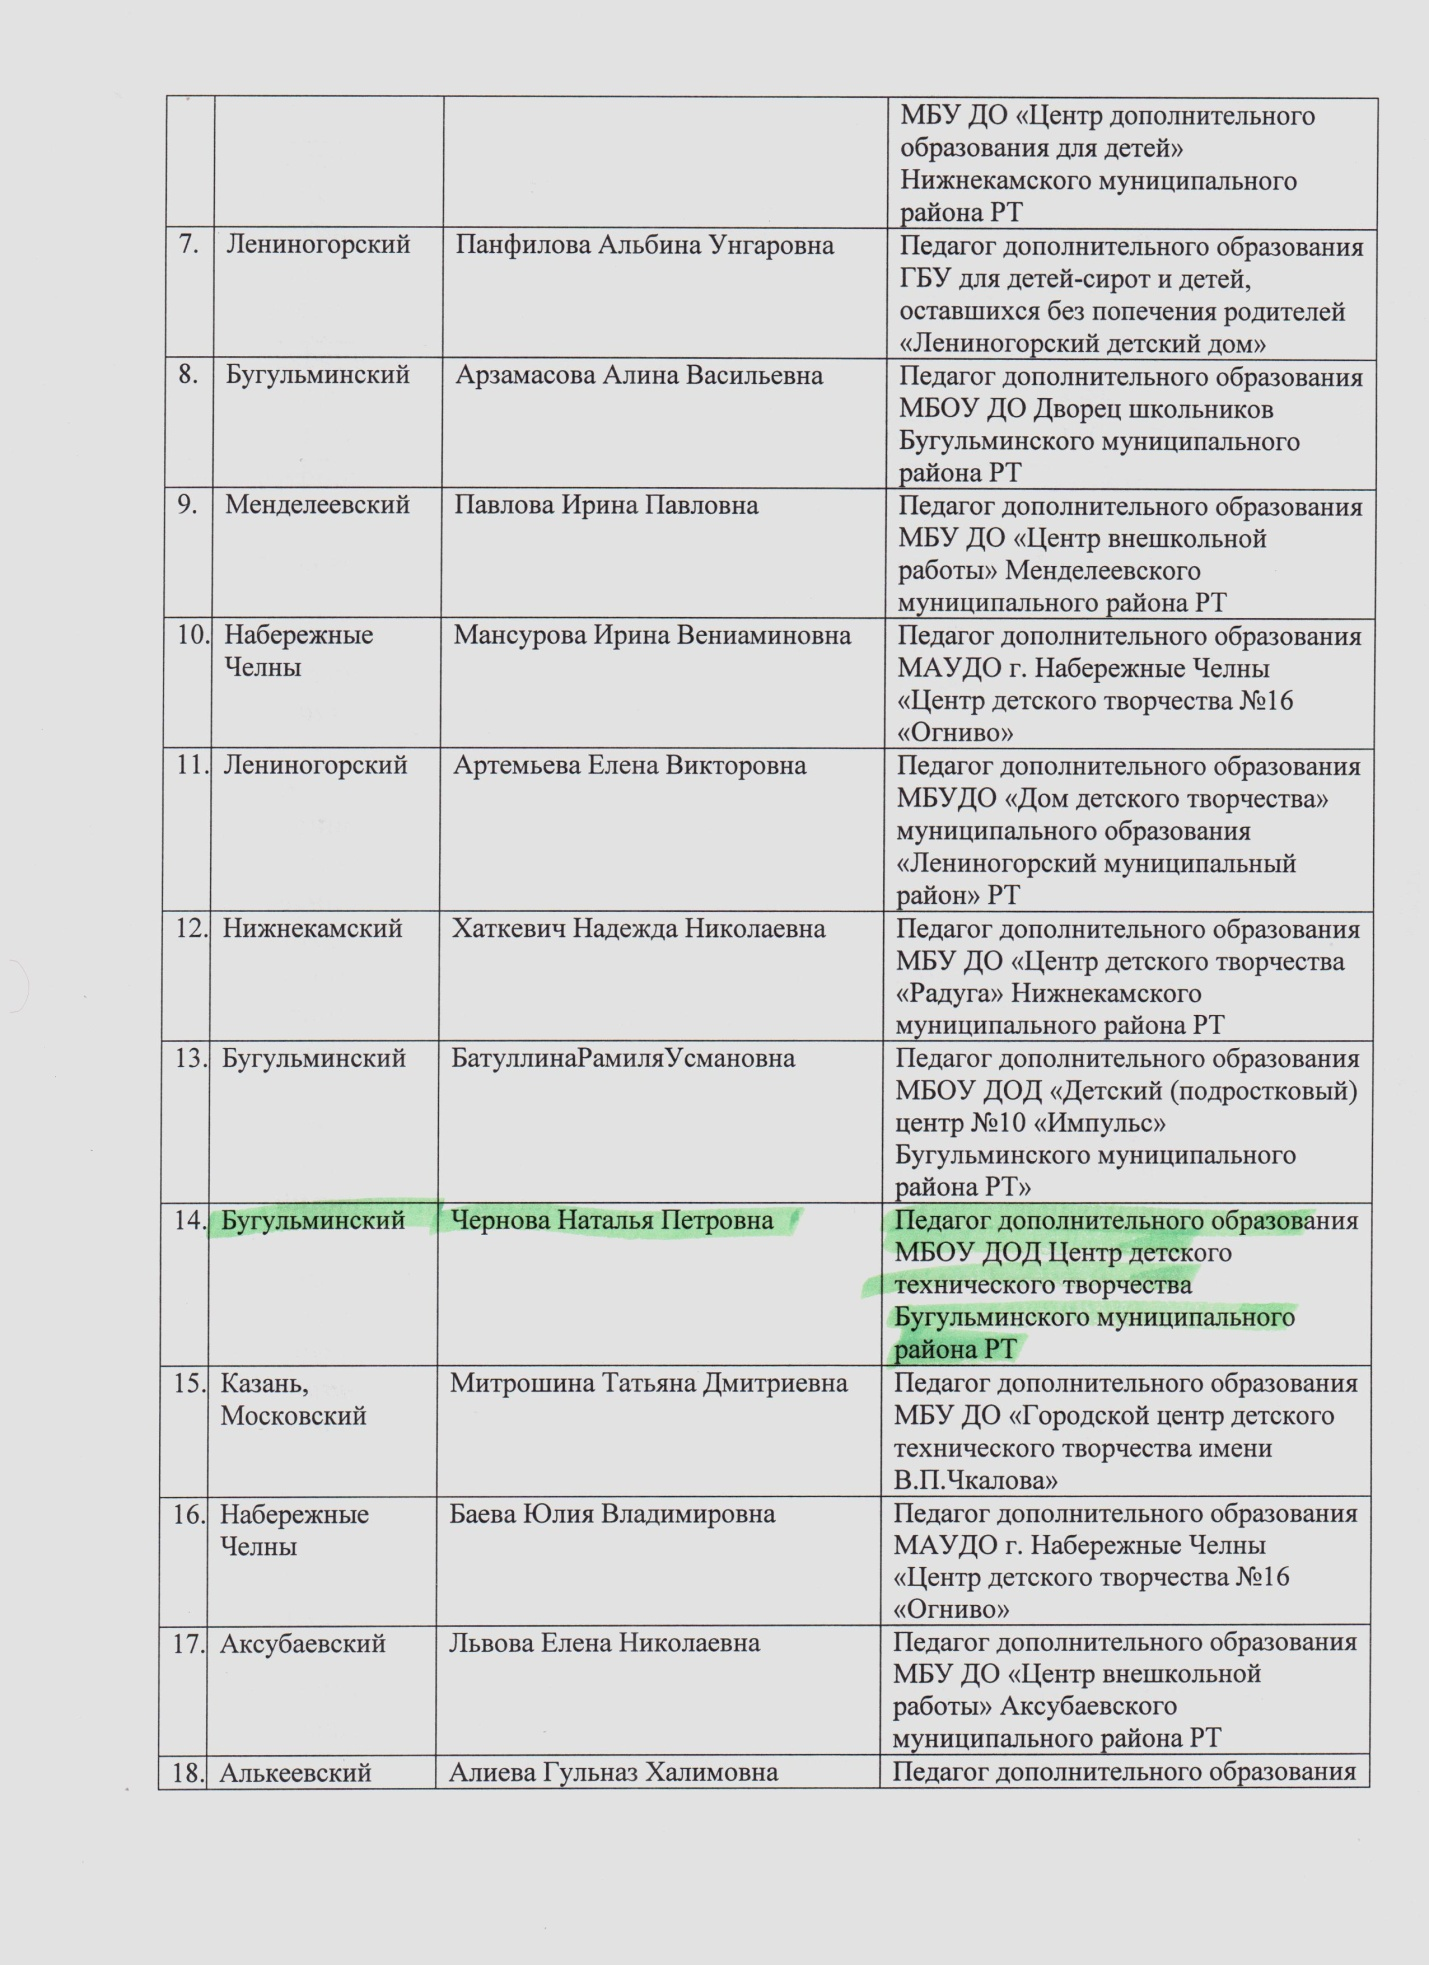 МБУ ДО «Центр дополнительного
образования для детей»
Нижнекамского муниципального
района РТ
7. Лениногорский Панфилова Альбина Унгаровна Педагог дополнительного образования
ГБУ для детей-сирот и детей,
оставшихся без попечения родителей
«Лениногорский детский дом»
8. Бугульминский Арзамасова Алина Васильевна Педагог дополнительного образования
МБОУ ДО Дворец школьников
Бугульминского муниципального
района РТ
9. Менделеевский Павлова Ирина Павловна Педагог дополнительного образования
МБУ ДО «Центр внешкольной
работы» Менделеевского
муниципального района РТ
10. Набережные Мансурова Ирина Вениаминовна Педагог дополнительного образования
Челны МАУДО г. Набережные Челны
«Центр детского творчества №16
«Огниво»
11. Лениногорский Артемьева Елена Викторовна Педагог дополнительного образования
МБУДО «Дом детского творчества»
муниципального образования
«Лениногорский муниципальный
район» РТ
12. Нижнекамский Хаткевич Надежда Николаевна Педагог дополнительного образования
МБУ ДО «Центр детского творчества
«Радуга» Нижнекамского
муниципального района РТ
13. Бугульминский БатуллинаРамиляУсмановна Педагог дополнительного образования
МБОУ ДОД «Детский (подростковый)
центр №10 «Импульс»
Бугульминского муниципального
района РТ»
14. Бугульминский Чернова Наталья Петровна Педагог дополнительного образования
МБОУ ДОД Центр детского
технического творчества
Бугульминского муниципального
района РТ
15. Казань, Митрошина Татьяна Дмитриевна Педагог дополнительного образования
Московский МБУ ДО «Городской центр детского
технического творчества имени
В.П.Чкалова»
16. Набережные Баева Юлия Владимировна Педагог дополнительного образования
Челны МАУДО г. Набережные Челны
«Центр детского творчества №16
«Огниво»
17. Аксубаевский Львова Елена Николаевна Педагог дополнительного образования
МБУ ДО «Центр внешкольной
работы» Аксубаевского
муниципального района РТ
18. Алькеевский Алиева Гульназ Халимовна Педагог дополнительного образования